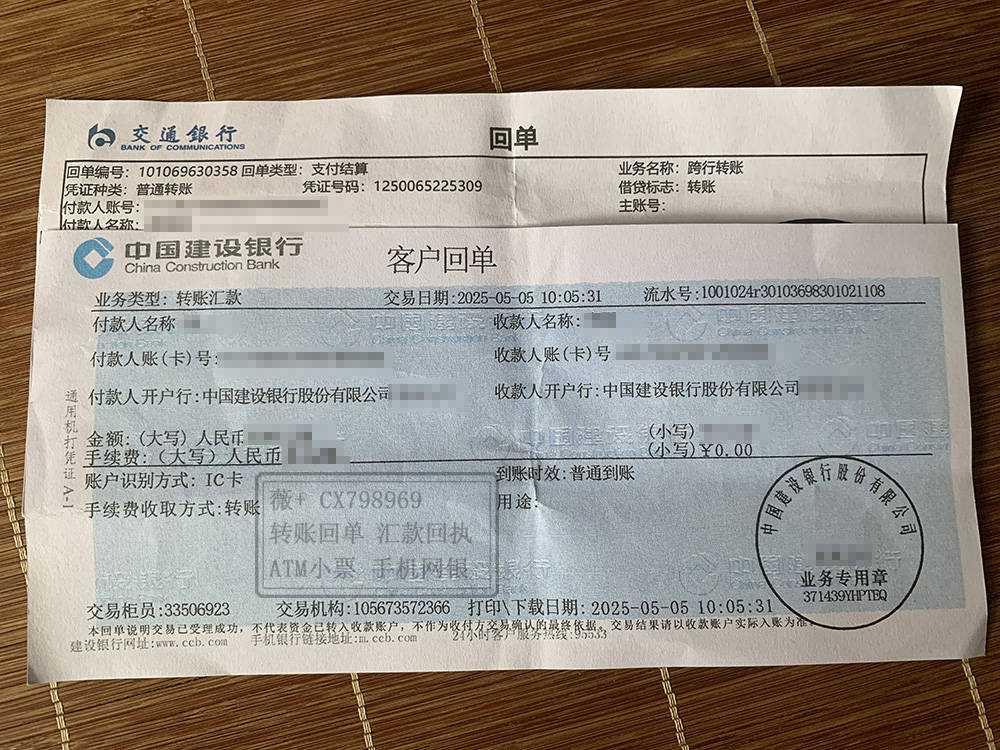 交通銀行
BANK OF COMMUNICATIONS
回单
回单编号：101069630358 回单类型：支付结算 业务名称：跨行转账
凭证种类：普通转账 凭证号码：1250065225309 借贷标志：转账
付款人账号： 主账号：
付款人名称：
中国建设银行
China Construction Bank
客户回单
业务类型：转账汇款 交易日期:2025-05-05 10:05:31 流水号:1001024r30103698301021108
付款人名称 收款人名称：
付款人账(卡)号: 收款人账(卡)号
付款人开户行:中国建设银行股份有限公司 收款人开户行:中国建设银行股份有限公司
金额:(大写)人民币 (小写)
手续费:(大写)人民币 (小写)￥0.00
账户识别方式：IC卡 到账时效:普通到账
手续费收取方式:转账 用途:
薇+ CX798969
转账回单 汇款回执
ATM小票 手机网银
通用机打凭证 A-1
中国建设银行股份有限公司
业务专用章
371439YHPTEQ
交易柜员:33506923 交易机构:105673572366 打印\下载日期：2025-05-05 10:05:31
本回单说明交易已受理成功，不代表资金已转入收款账户，不作为收付方交易确认的最终依据。交易结果请以收款账户实际入账为准
建设银行网址:www.ccb.com 手机银行链接地址:m.ccb.com 24小时客户服务热线:95533